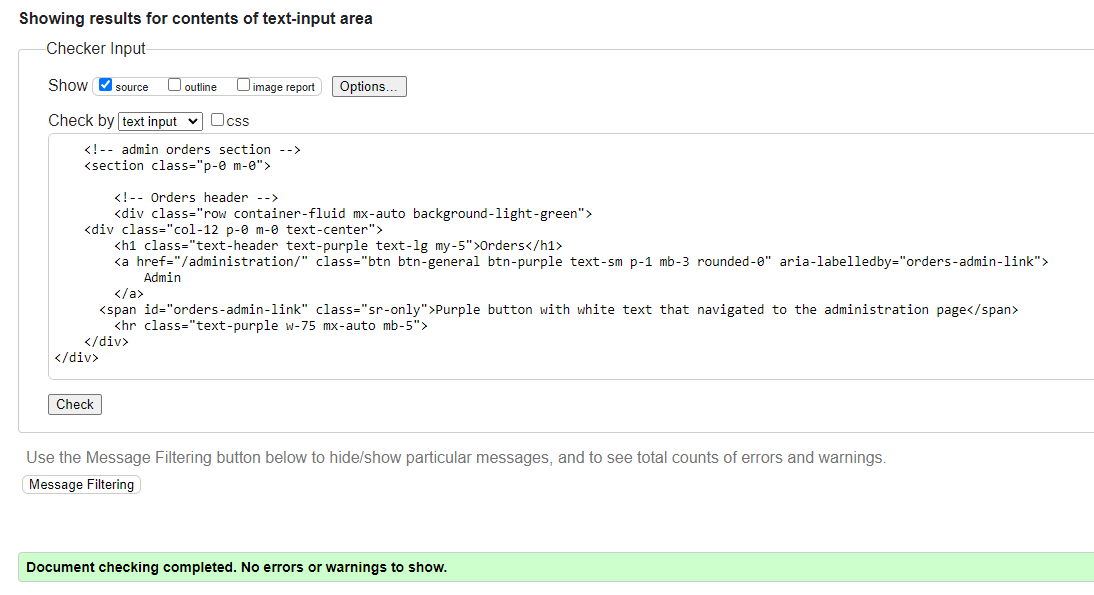 Showing results for contents of text-input area
Checker Input
Show source outline image report Options...
Check by text input css
<!-- admin orders section -->
<section class="p-0 m-0">
<!-- Orders header -->
<div class="row container-fluid mx-auto background-light-green">
<div class="col-12 p-0 m-0 text-center">
<h1 class="text-header text-purple text-lg my-5">Orders</h1>
<a href="/administration/" class="btn btn-general btn-purple text-sm p-1 mb-3 rounded-0" aria-labelledby="orders-admin-link">
Admin
</a>
<span id="orders-admin-link" class="sr-only">Purple button with white text that navigated to the administration page</span>
<hr class="text-purple w-75 mx-auto mb-5">
</div>
</div>
Check
Use the Message Filtering button below to hide/show particular messages, and to see total counts of errors and warnings.
Message Filtering
Document checking completed. No errors or warnings to show.